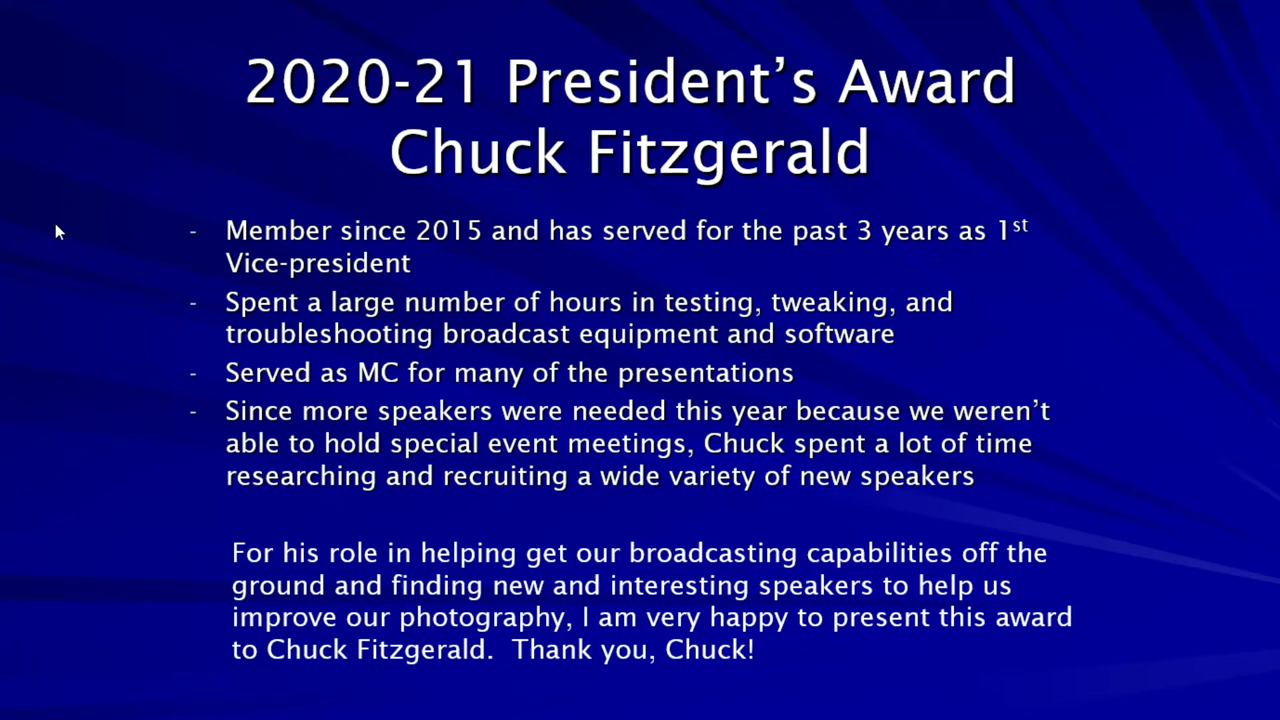 2020-21 President’s Award
Chuck Fitzgerald
- Member since 2015 and has served for the past 3 years as 1st
Vice-president
- Spent a large number of hours in testing, tweaking, and
troubleshooting broadcast equipment and software
- Served as MC for many of the presentations
- Since more speakers were needed this year because we weren’t
able to hold special event meetings, Chuck spent a lot of time
researching and recruiting a wide variety of new speakers
For his role in helping get our broadcasting capabilities off the
ground and finding new and interesting speakers to help us
improve our photography, I am very happy to present this award
to Chuck Fitzgerald.  Thank you, Chuck!